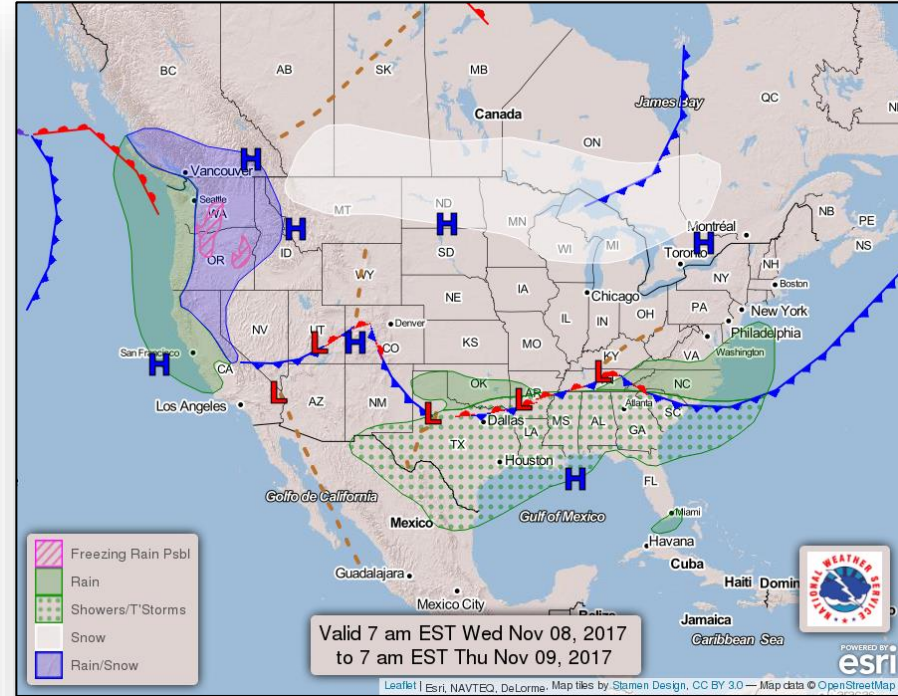 BC
AB
SK
MB
QC
James Bay
Canada
ON
Vancouver
H
Seattle
WA
MT
ND
MN
NB
PE
Montréal
H
H
H
NS
OR
ID
SD
WI
MI
Toronto
WY
NH
Boston
NY
IA
Chicago
NE
PA
New York
OH
IL
IN
Philadelphia
NV
UT
L
H
Denver
CO
KS
MO
KY
VA
Washington
San Francisco
H
CA
L
L
Los Angeles
AZ
NM
OK
AR
L
L
NC
Atlanta
SC
Dallas
MS
AL
GA
TX
LA
Houston
H
FL
Golfo de California
Gulf of Mexico
Mexico
Miami
Havana
Cuba
Guadalajara
Haiti
Mexico City
Jamaica
Caribbean Sea
Freezing Rain Psbl
Rain
Showers/T'Storms
Snow
Rain/Snow
Valid 7 am EST Wed Nov 08, 2017
to 7 am EST Thu Nov 09, 2017
NATIONAL WEATHER SERVICE
POWERED BY
esri
Leaflet | Esri, NAVTEQ, DeLorme, Map tiles by Stamen Design, CC BY 3.0 — Map data © OpenStreetMap